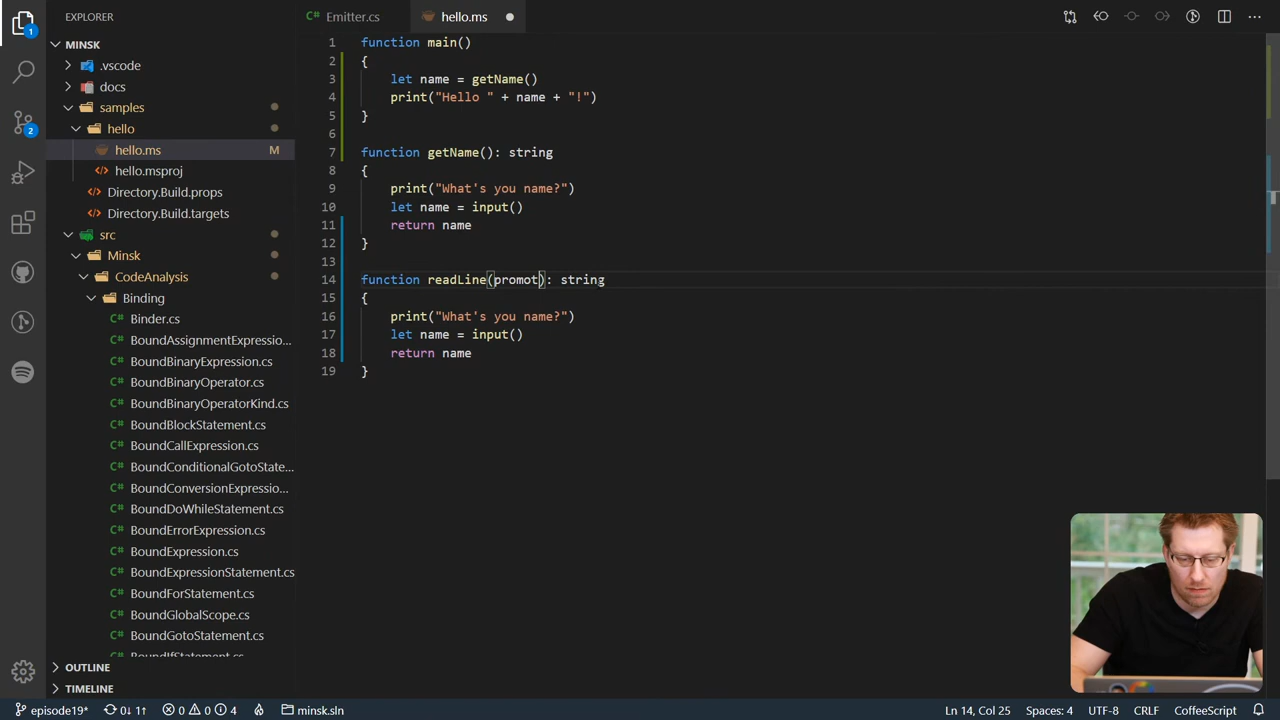 EXPLORER
Emitter.cs
hello.ms
MINSK
.vscode
docs
samples
hello
hello.ms M
hello.msproj
Directory.Build.props
Directory.Build.targets
src
Minsk
CodeAnalysis
Binding
Binder.cs
BoundAssignmentExpressio...
BoundBinaryExpression.cs
BoundBinaryOperator.cs
BoundBinaryOperatorKind.cs
BoundBlockStatement.cs
BoundCallExpression.cs
BoundConditionalGotoState...
BoundConversionExpressio...
BoundDoWhileStatement.cs
BoundErrorExpression.cs
BoundExpression.cs
BoundExpressionStatement.cs
BoundForStatement.cs
BoundGlobalScope.cs
BoundGotoStatement.cs
BoundIfStatement.cs
OUTLINE
TIMELINE
1 function main()
2 {
3 let name = getName()
4 print("Hello " + name + "!")
5 }
6
7 function getName(): string
8 {
9 print("What's you name?")
10 let name = input()
11 return name
12 }
13
14 function readLine(promot): string
15 {
16 print("What's you name?")
17 let name = input()
18 return name
19 }
1
2
episode19* 0↓ 1↑ 0 0 4 minsk.sln Ln 14, Col 25 Spaces: 4 UTF-8 CRLF CoffeeScript